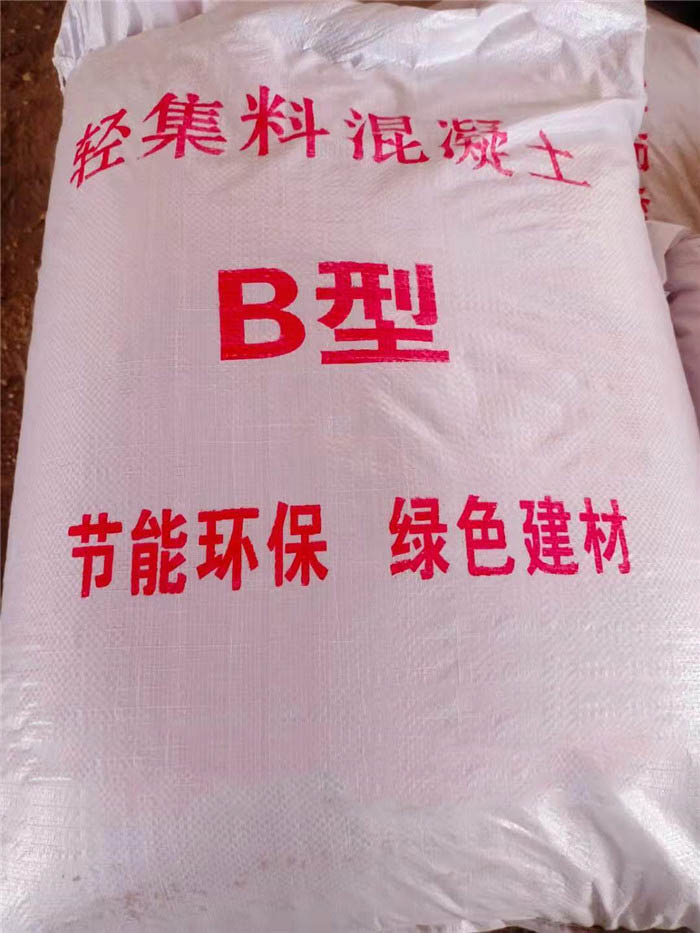 轻集料混凝土
B型
节能环保 绿色建材